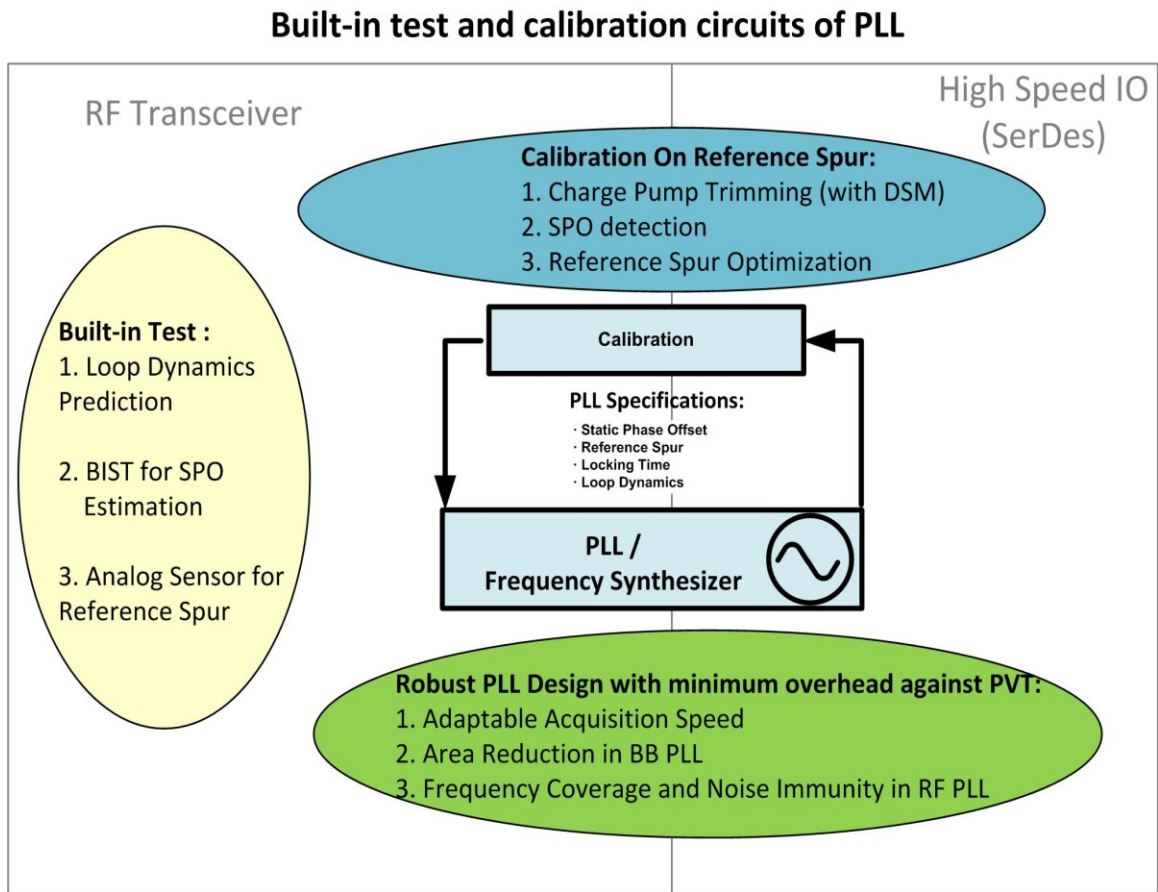 Built-in test and calibration circuits of PLL
RF Transceiver
High Speed IO
(SerDes)
Calibration On Reference Spur:
1. Charge Pump Trimming (with DSM)
2. SPO detection
3. Reference Spur Optimization
Built-in Test :
1. Loop Dynamics
Prediction
2. BIST for SPO
Estimation
3. Analog Sensor for
Reference Spur
Calibration
PLL Specifications:
· Static Phase Offset
· Reference Spur
· Locking Time
· Loop Dynamics
PLL /
Frequency Synthesizer
Robust PLL Design with minimum overhead against PVT:
1. Adaptable Acquisition Speed
2. Area Reduction in BB PLL
3. Frequency Coverage and Noise Immunity in RF PLL